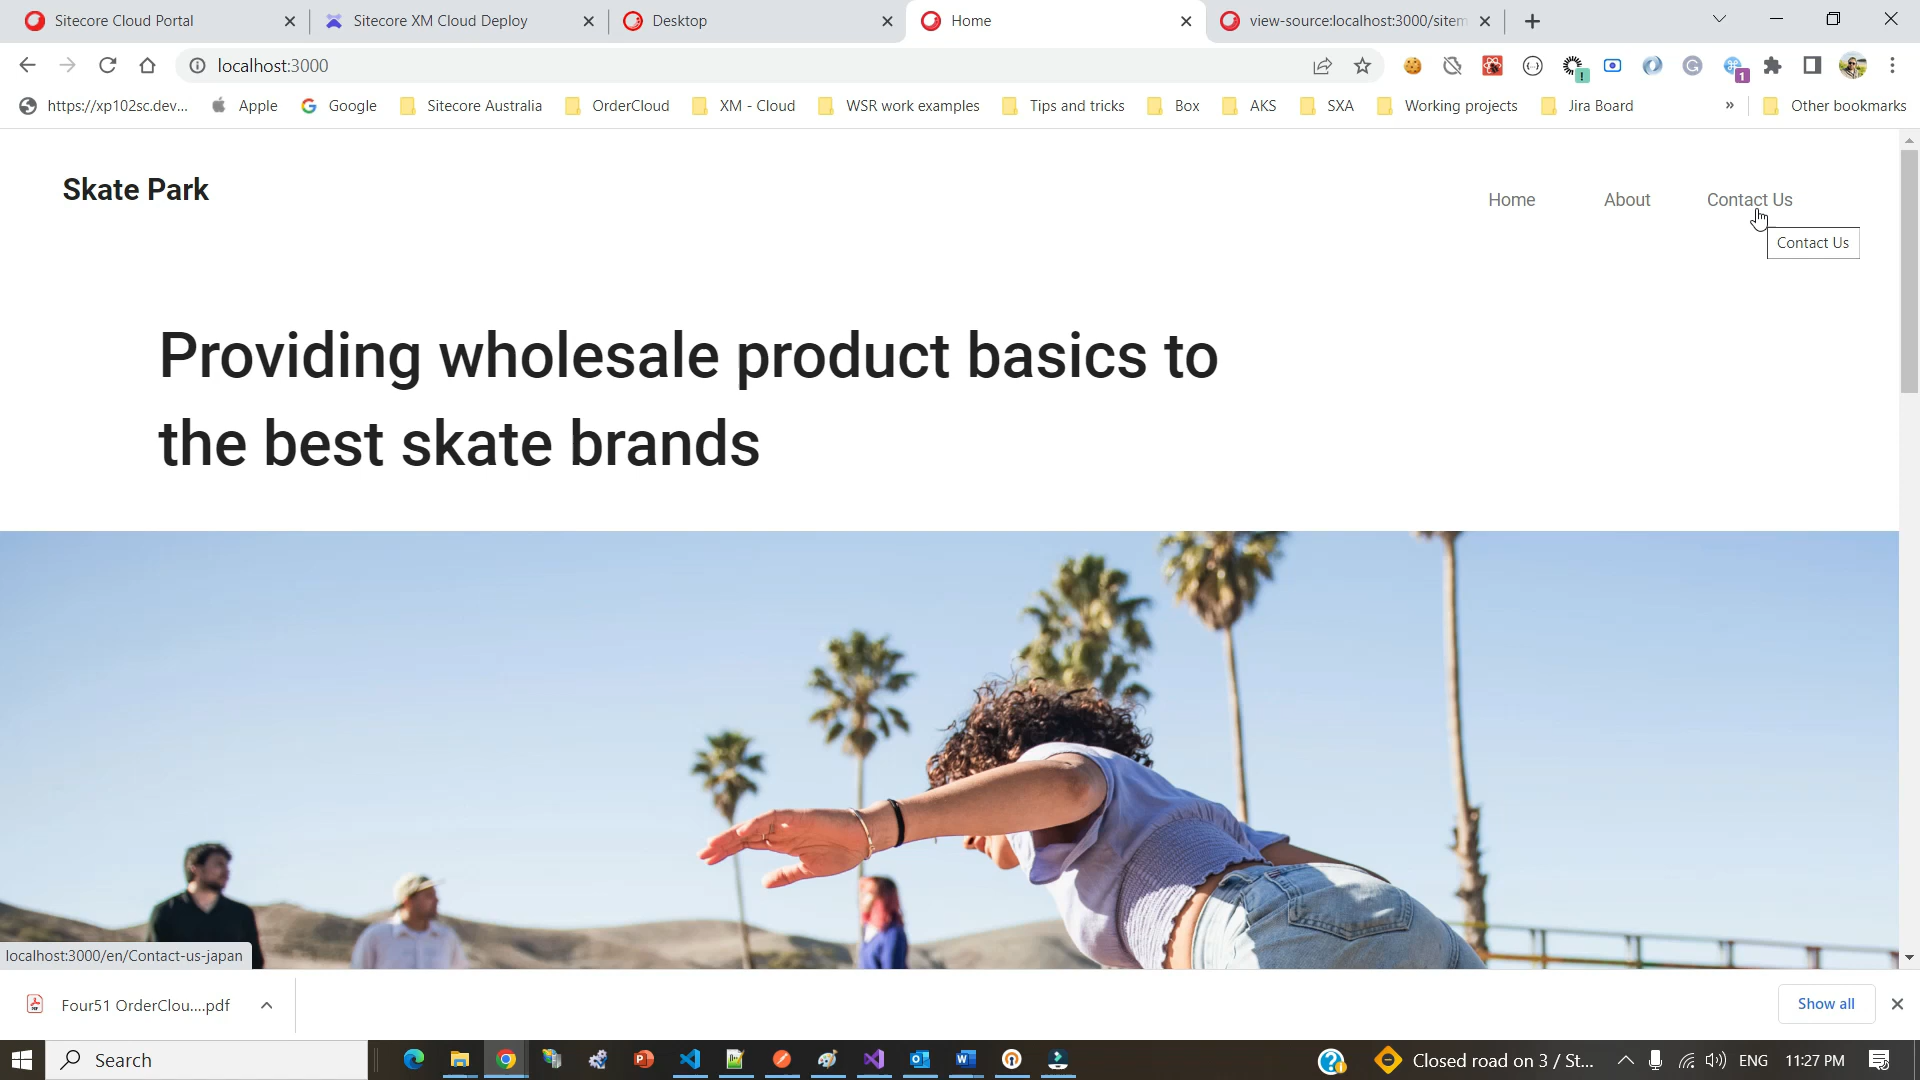 Sitecore Cloud Portal
Sitecore XM Cloud Deploy
Desktop
Home
view-source:localhost:3000/sitem
localhost:3000
1
https://xp102sc.dev...
Apple
Google
Sitecore Australia
OrderCloud
XM - Cloud
WSR work examples
Tips and tricks
Box
AKS
SXA
Working projects
Jira Board
»
Other bookmarks
Skate Park
Home
About
Contact Us
Contact Us
Providing wholesale product basics to
the best skate brands
localhost:3000/en/Contact-us-japan
Four51 OrderClou....pdf
Show all
Search
Closed road on 3 / St...
ENG
11:27 PM